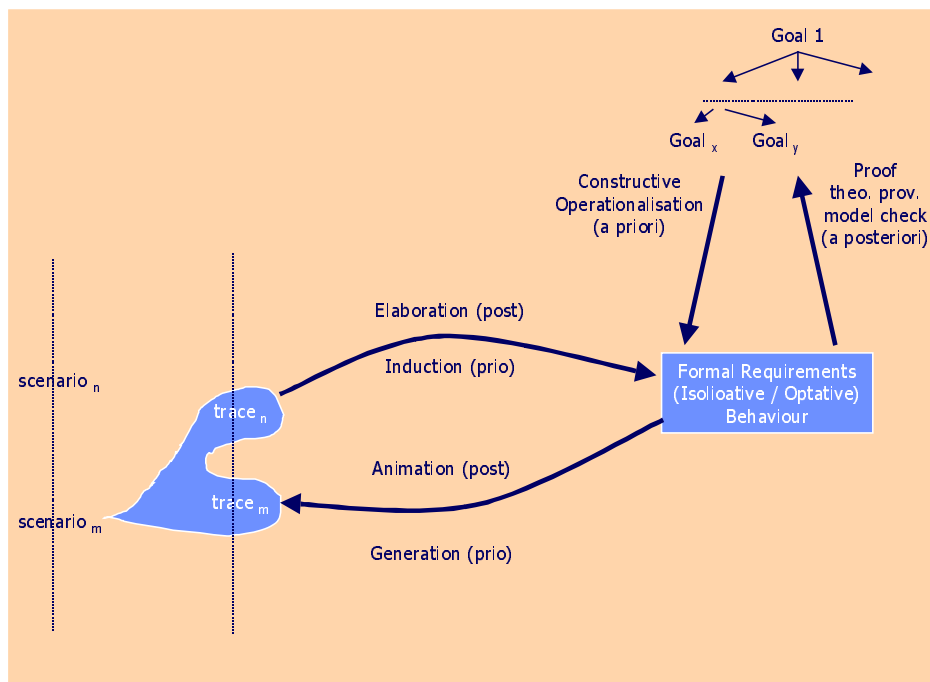 Goal 1
Goal x
Goal y
Constructive
Operationalisation
(a priori)
Proof
theo. prov.
model check
(a posteriori)
Elaboration (post)
Induction (prio)
Formal Requirements
(Isolioative / Optative)
Behaviour
scenario n
trace n
Animation (post)
trace m
scenario m
Generation (prio)